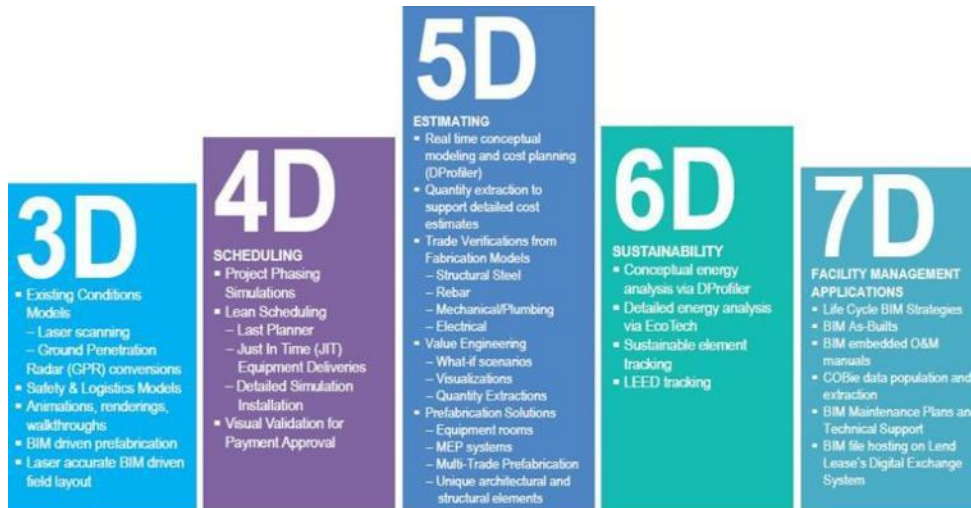 3D
▪ Existing Conditions
Models
– Laser scanning
– Ground Penetration
Radar (GPR) conversions
▪ Safety & Logistics Models
▪ Animations, renderings,
walkthroughs
▪ BIM driven prefabrication
▪ Laser accurate BIM driven
field layout
4D
SCHEDULING
▪ Project Phasing
Simulations
▪ Lean Scheduling
– Last Planner
– Just In Time (JIT)
Equipment Deliveries
– Detailed Simulation
Installation
▪ Visual Validation for
Payment Approval
5D
ESTIMATING
▪ Real time conceptual
modeling and cost planning
(DProfiler)
▪ Quantity extraction to
support detailed cost
estimates
▪ Trade Verifications from
Fabrication Models
– Structural Steel
– Rebar
– Mechanical/Plumbing
– Electrical
▪ Value Engineering
– What-if scenarios
– Visualizations
– Quantity Extractions
▪ Prefabrication Solutions
– Equipment rooms
– MEP systems
– Multi-Trade Prefabrication
– Unique architectural and
structural elements
6D
SUSTAINABILITY
▪ Conceptual energy
analysis via DProfiler
▪ Detailed energy analysis
via EcoTech
▪ Sustainable element
tracking
▪ LEED tracking
7D
FACILITY MANAGEMENT
APPLICATIONS
▪ Life Cycle BIM Strategies
▪ BIM As-Builts
▪ BIM embedded O&M
manuals
▪ COBie data population and
extraction
▪ BIM Maintenance Plans an
Technical Support
▪ BIM file hosting on Lend
Lease's Digital Exchange
System